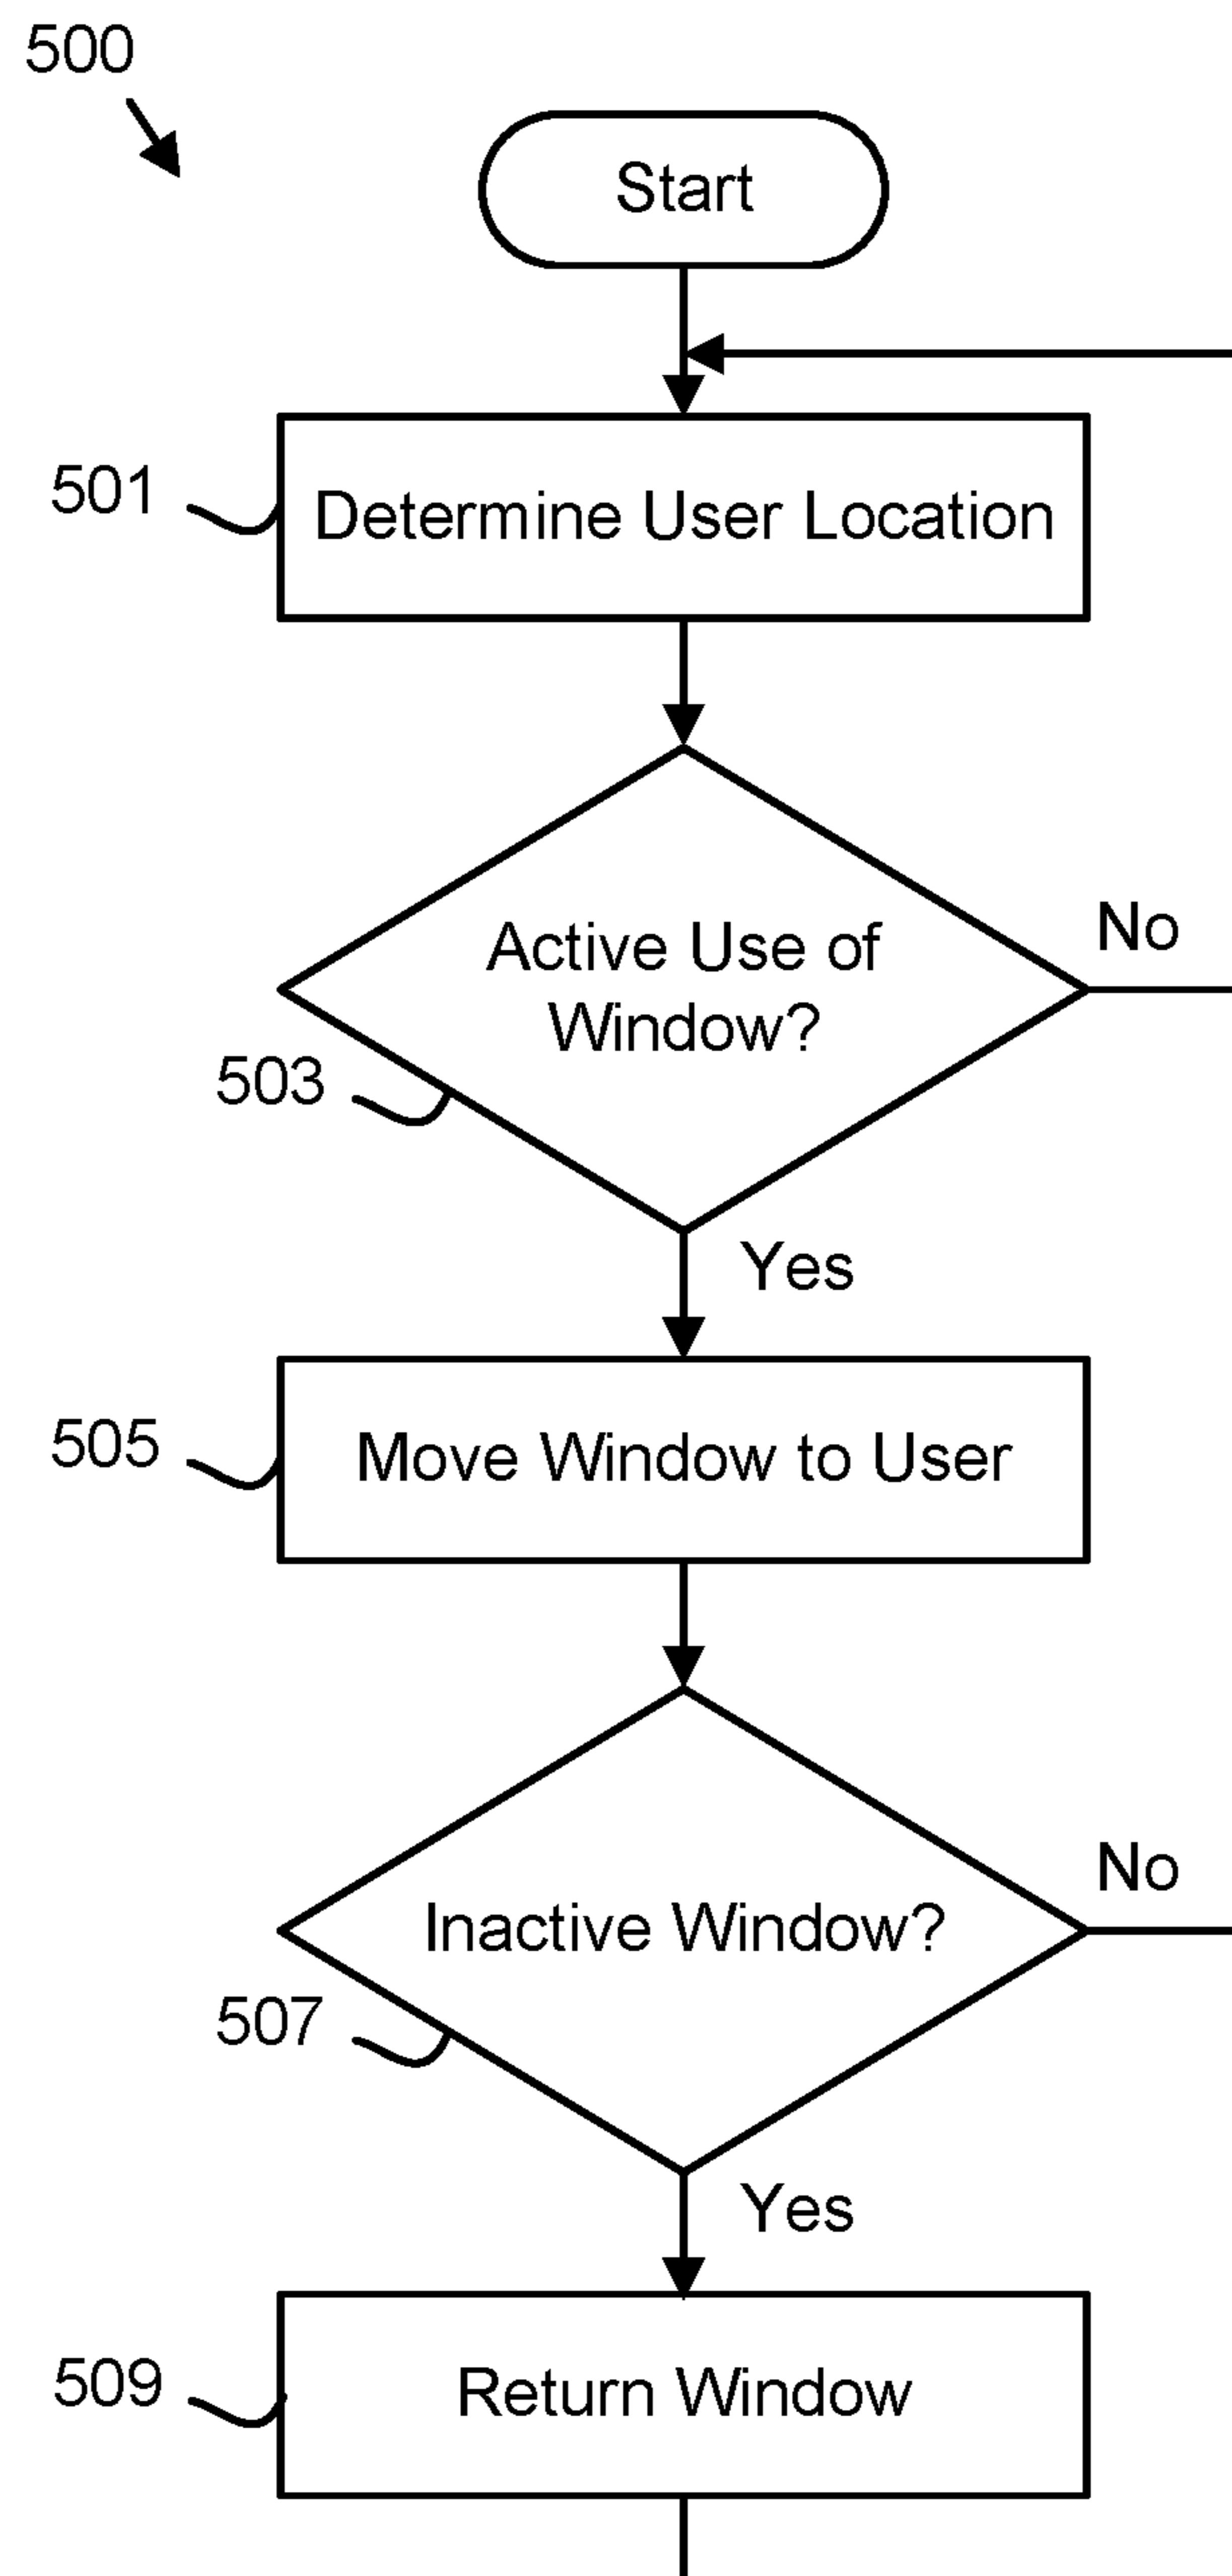 500
Start
501
Determine User Location
Active Use of
Window?
No
503
Yes
505
Move Window to User
No
Inactive Window?
507
Yes
509
Return Window